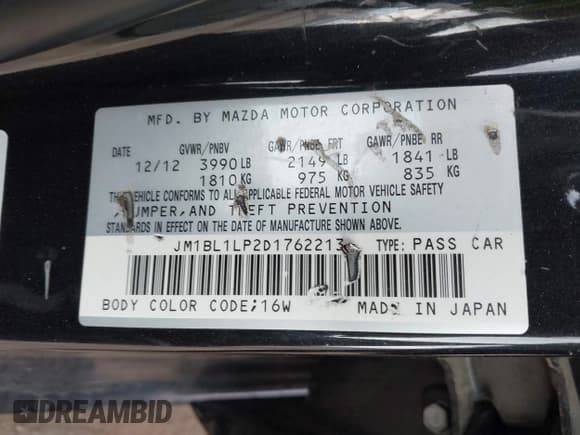 MFD. BY MAZDA MOTOR CORPORATION
DATE GVWR/PNBV GAWR/PNBE FRT GAWR/PNBE RR
12/12 3990 LB 2149 LB 1841 LB
1810 KG 975 KG 835 KG
THIS VEHICLE CONFORMS TO ALL APPLICABLE FEDERAL MOTOR VEHICLE SAFETY
BUMPER, AND THEFT PREVENTION
STANDARDS IN EFFECT ON THE DATE OF MANUFACTURE SHOWN ABOVE.
JM1BL1LP2D1762213 TYPE: PASS CAR
BODY COLOR CODE;16W MADE IN JAPAN
DREAMBID